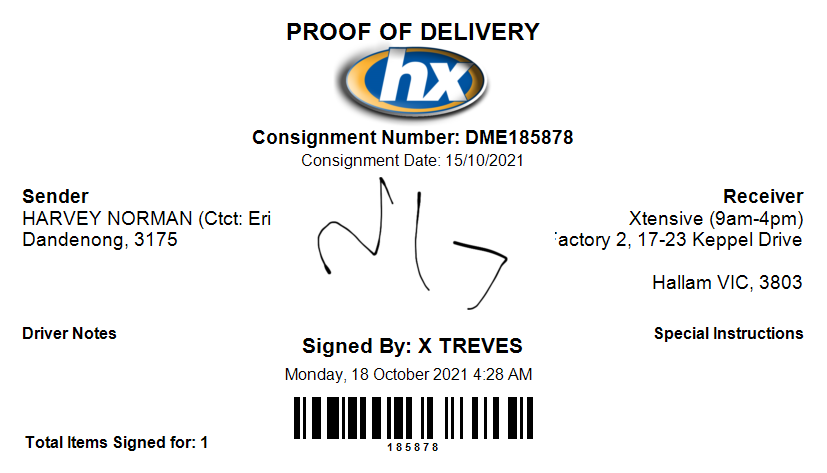 PROOF OF DELIVERY
hx
Consignment Number: DME185878
Consignment Date: 15/10/2021
Sender
HARVEY NORMAN (Ctct: Eri
Dandenong, 3175
Receiver
Xtensive (9am-4pm)
actory 2, 17-23 Keppel Drive
Hallam VIC, 3803
Driver Notes
Special Instructions
Signed By: X TREVES
Monday, 18 October 2021 4:28 AM
185878
Total Items Signed for: 1